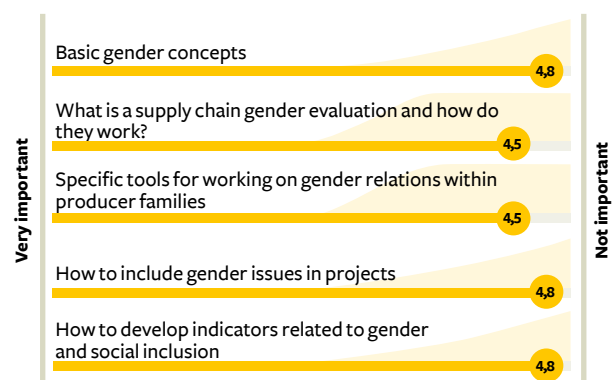 Basic gender concepts
4,8
What is a supply chain gender evaluation and how do
they work?
4,5
Specific tools for working on gender relations within
producer families
4,5
How to include gender issues in projects
4,8
How to develop indicators related to gender
and social inclusion
4,8
Very important
Not important